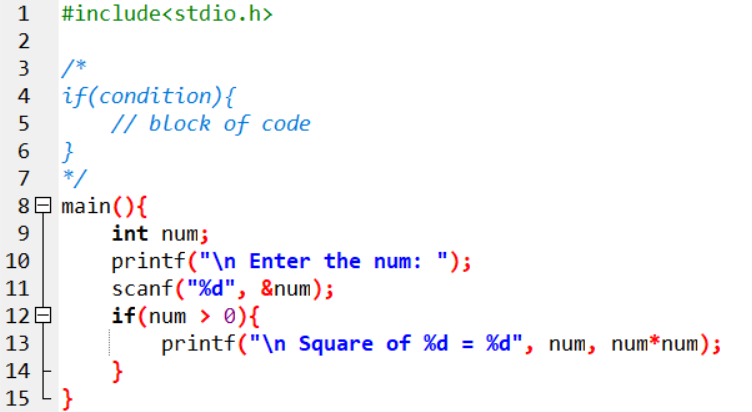 1 #include<stdio.h>
2
3 /*
4 if(condition){
5 // block of code
6 }
7 */
8 main(){
9 int num;
10 printf("\n Enter the num: ");
11 scanf("%d", &num);
12 if(num > 0){
13 printf("\n Square of %d = %d", num, num*num);
14 }
15 }